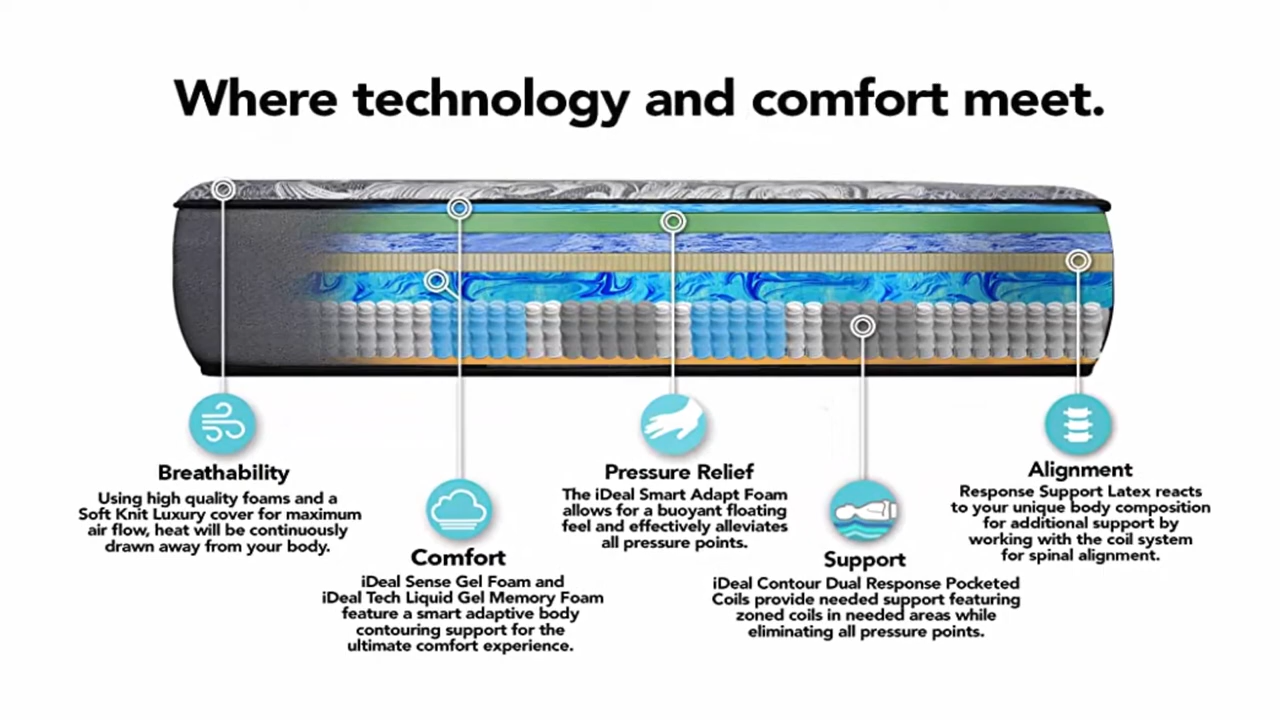 Where technology and comfort meet.
Breathability
Using high quality foams and a
Soft Knit Luxury cover for maximum
air flow, heat will be continuously
drawn away from your body.
Comfort
iDeal Sense Gel Foam and
iDeal Tech Liquid Gel Memory Foam
feature a smart adaptive body
contouring support for the
ultimate comfort experience.
Pressure Relief
The iDeal Smart Adapt Foam
allows for a buoyant floating
feel and effectively alleviates
all pressure points.
Support
iDeal Contour Dual Response Pocketed
Coils provide needed support featuring
zoned coils in needed areas while
eliminating all pressure points.
Alignment
Response Support Latex reacts
to your unique body composition
for additional support by
working with the coil system
for spinal alignment.